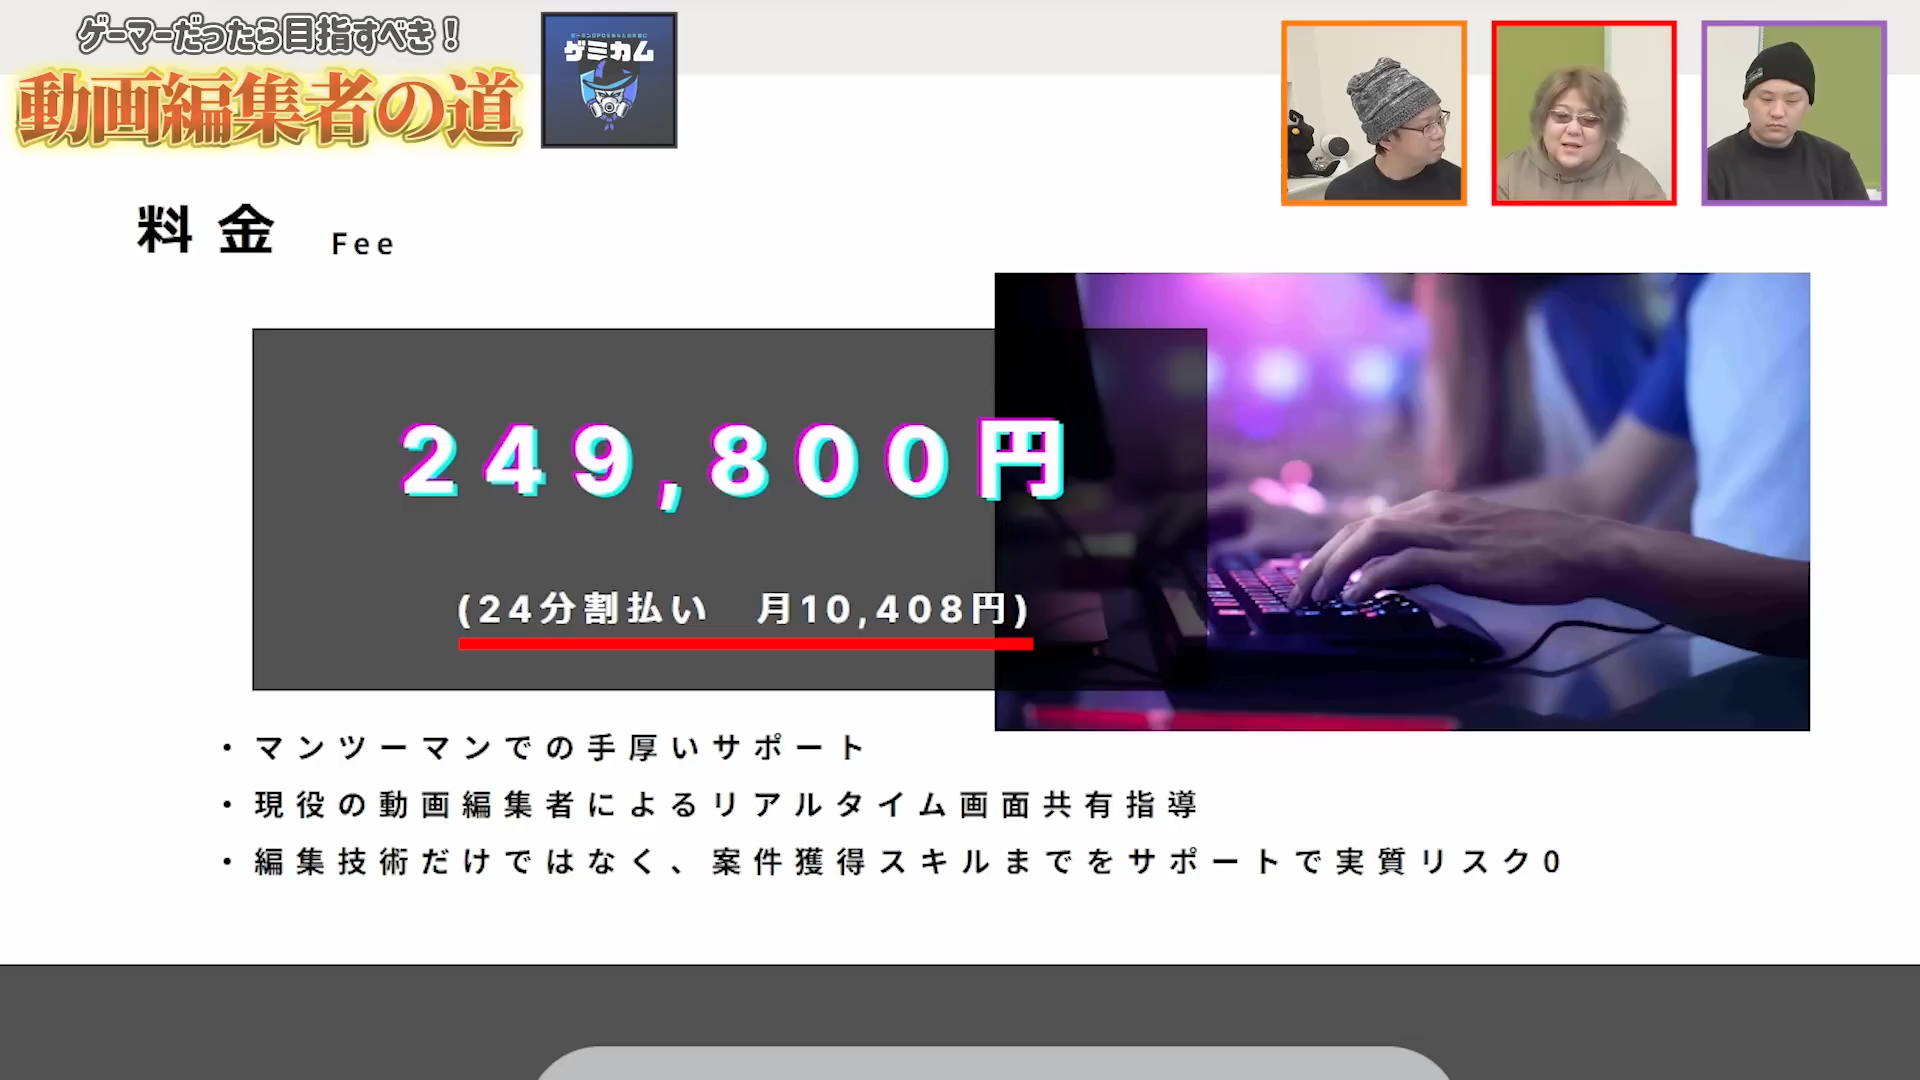 ゲーマーだったら目指すべき！
動画編集者の道
ゲミカム
料金 Fee
249,800円
(24分割払い 月10,408円)
・マンツーマンでの手厚いサポート
・現役の動画編集者によるリアルタイム画面共有指導
・編集技術だけではなく、案件獲得スキルまでをサポートで実質リスク0